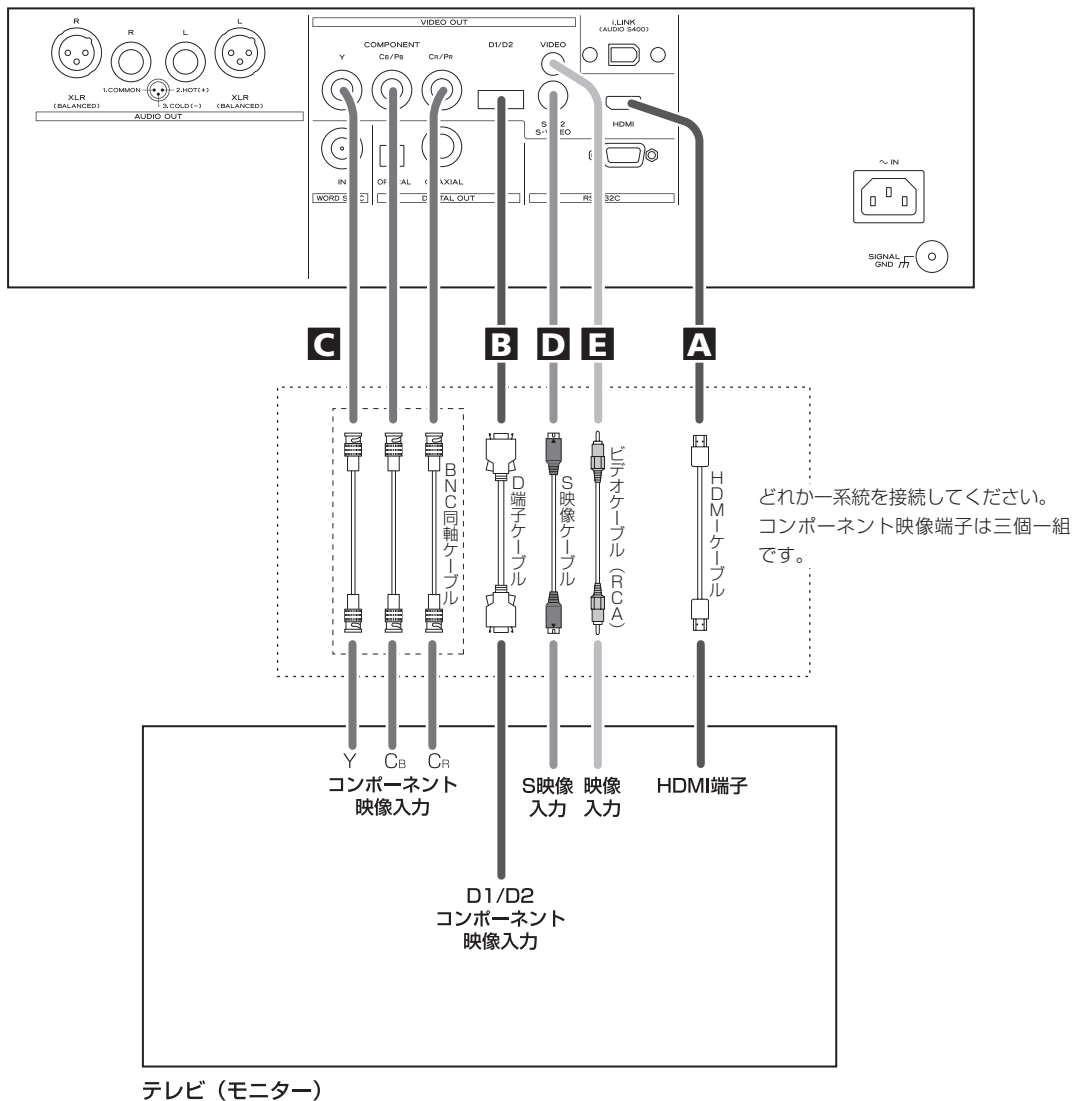 R
L
R
L
XLR
(BALANCED)
1.COMMON
2.HOT(+)
3.COLD(−)
XLR
(BALANCED)
AUDIO OUT
VIDEO OUT
COMPONENT
Y
CB/PB
CR/PR
D1/D2
VIDEO
i.LINK
(AUDIO S400)
HDMI
IN
DIGITAL OUT
∼ IN
SIGNAL
GND
C
B
D
E
A
BNC同軸ケーブル
D端子ケーブル
S映像ケーブル
ビデオケーブル（RCA）
HDMIケーブル
どれか一系統を接続してください。
コンポーネント映像端子は三個一組
です。
Y
CB
CR
コンポーネント
映像入力
S映像
入力
映像
入力
HDMI端子
D1/D2
コンポーネント
映像入力
テレビ（モニター）